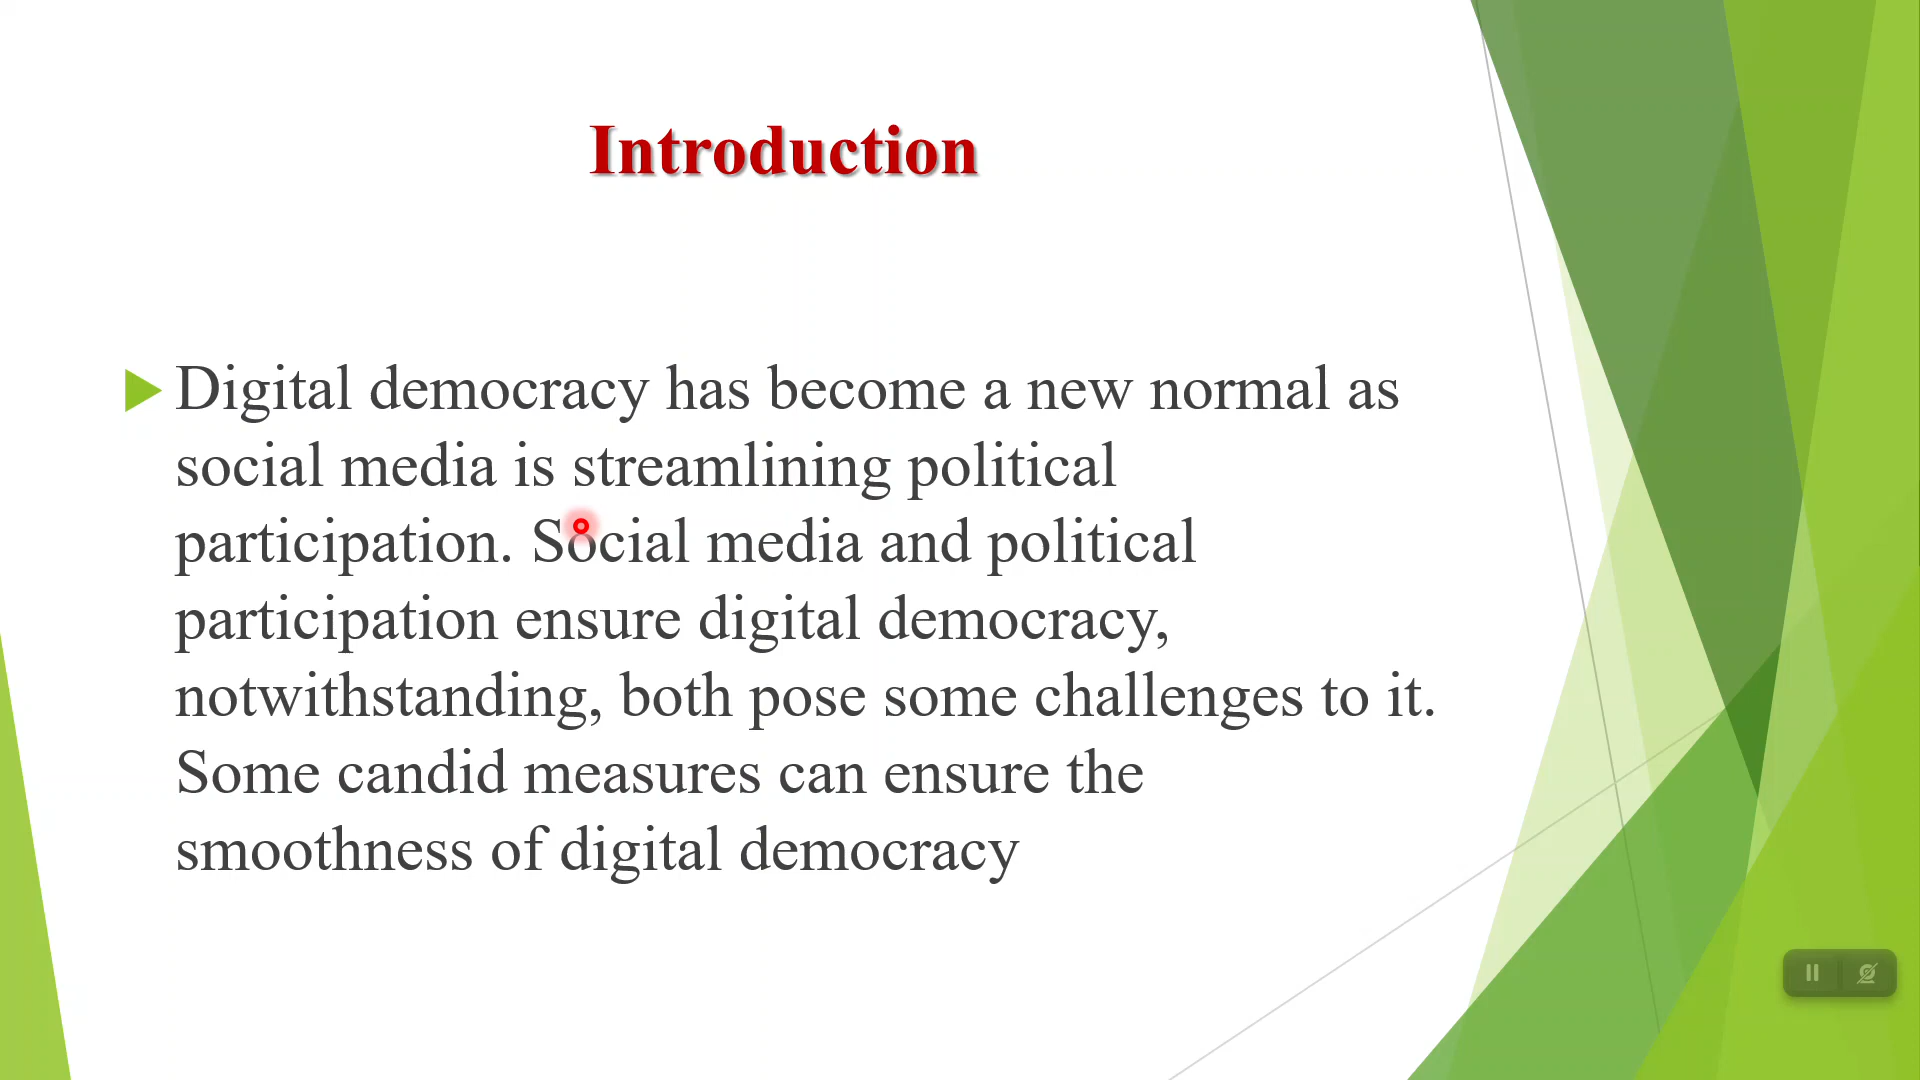 Introduction
Digital democracy has become a new normal as
social media is streamlining political
participation. Social media and political
participation ensure digital democracy,
notwithstanding, both pose some challenges to it.
Some candid measures can ensure the
smoothness of digital democracy